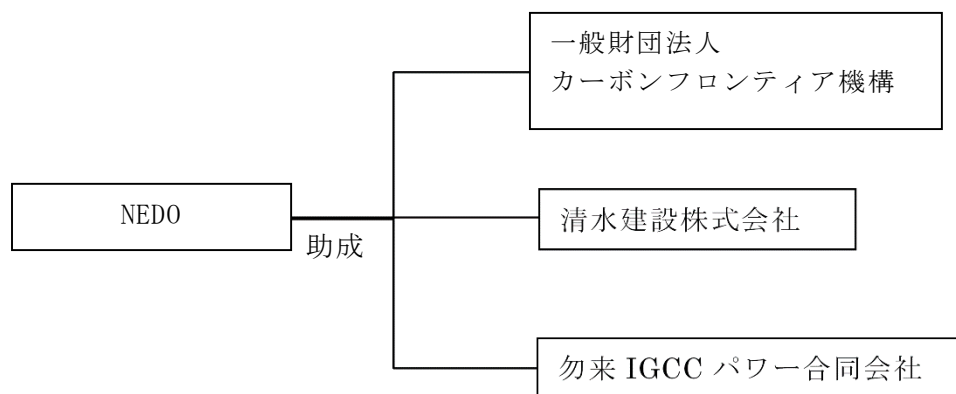 一般財団法人
カーボンフロンティア機構
NEDO
助成
清水建設株式会社
勿来 IGCC パワー合同会社